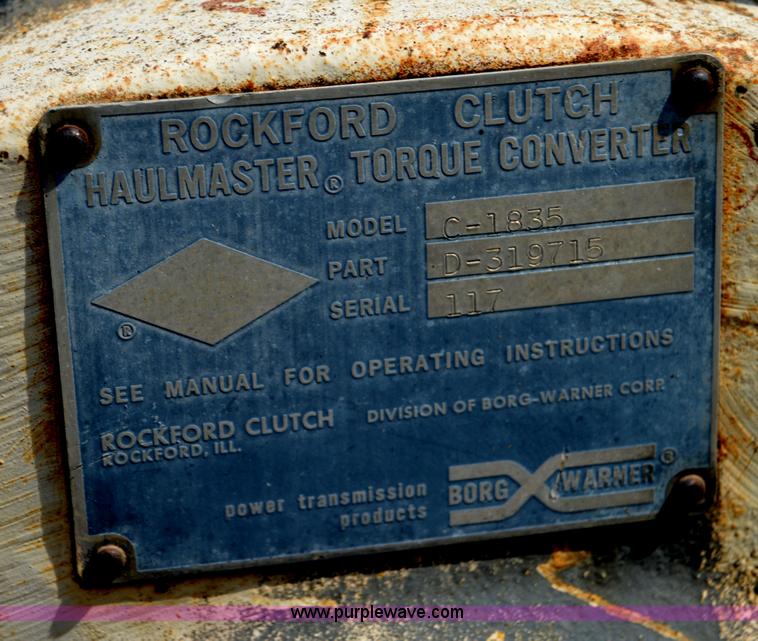 ROCKFORD CLUTCH
HAULMASTER® TORQUE CONVERTER
MODEL C-1835
PART D-319715
SERIAL 117
®
SEE MANUAL FOR OPERATING INSTRUCTIONS
ROCKFORD CLUTCH DIVISION OF BORG-WARNER CORP.
ROCKFORD, ILL.
power transmission
products
BORG WARNER ®
www.purplewave.com